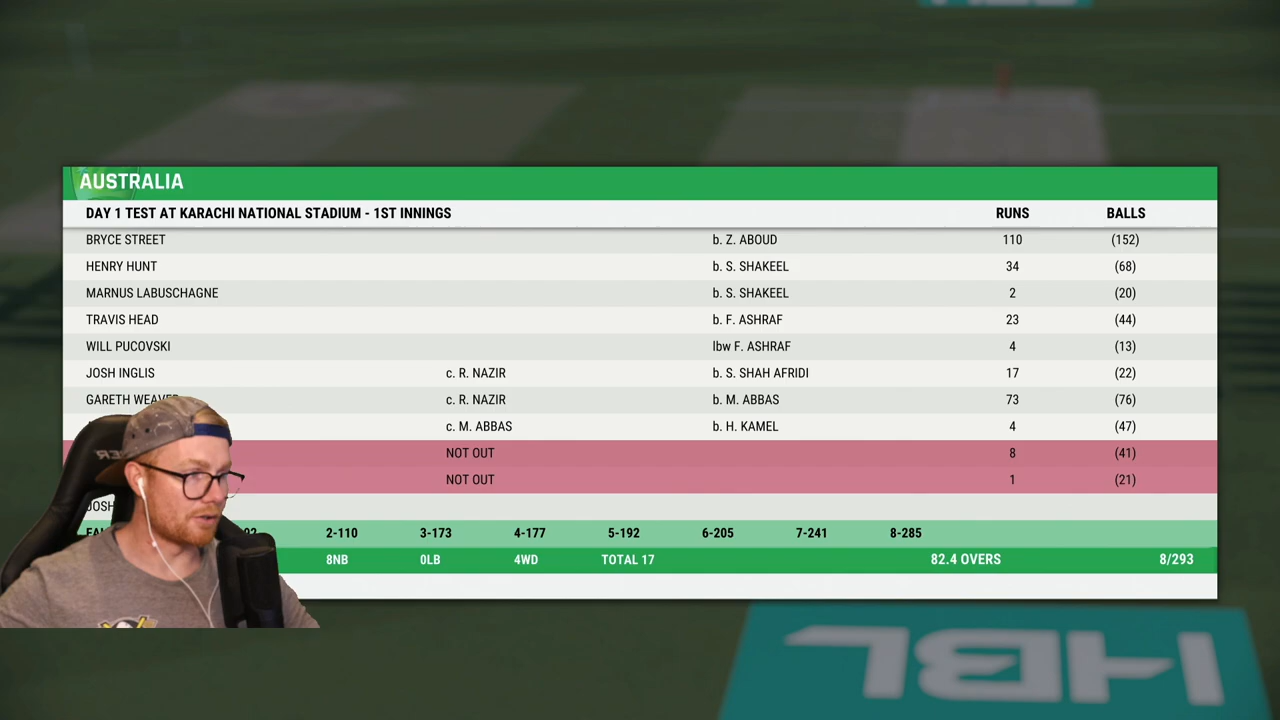 AUSTRALIA
DAY 1 TEST AT KARACHI NATIONAL STADIUM - 1ST INNINGS RUNS BALLS
BRYCE STREET b. Z. ABOUD 110 (152)
HENRY HUNT b. S. SHAKEEL 34 (68)
MARNUS LABUSCHAGNE b. S. SHAKEEL 2 (20)
TRAVIS HEAD b. F. ASHRAF 23 (44)
WILL PUCOVSKI lbw F. ASHRAF 4 (13)
JOSH INGLIS c. R. NAZIR b. S. SHAH AFRIDI 17 (22)
GARETH WEAVER c. R. NAZIR b. M. ABBAS 73 (76)
c. M. ABBAS b. H. KAMEL 4 (47)
NOT OUT 8 (41)
NOT OUT 1 (21)
JOSH
2-110 3-173 4-177 5-192 6-205 7-241 8-285
8NB 0LB 4WD TOTAL 17 82.4 OVERS 8/293
HBL